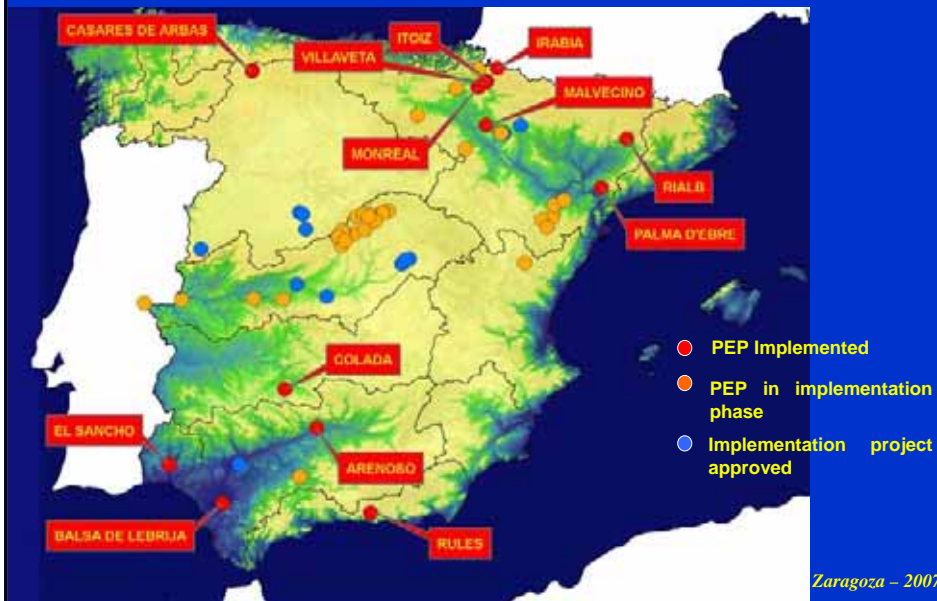 CASARES DE ARBAS
ITOIZ
IRABIA
VILLAVETA
MALVECINO
MONREAL
RIALB
PALMA D'EBRE
PEP Implemented
PEP in implementation
phase
Implementation project
approved
COLADA
EL SANCHO
ARENOSO
BALSA DE LEBRIJA
RULES
Zaragoza – 2007